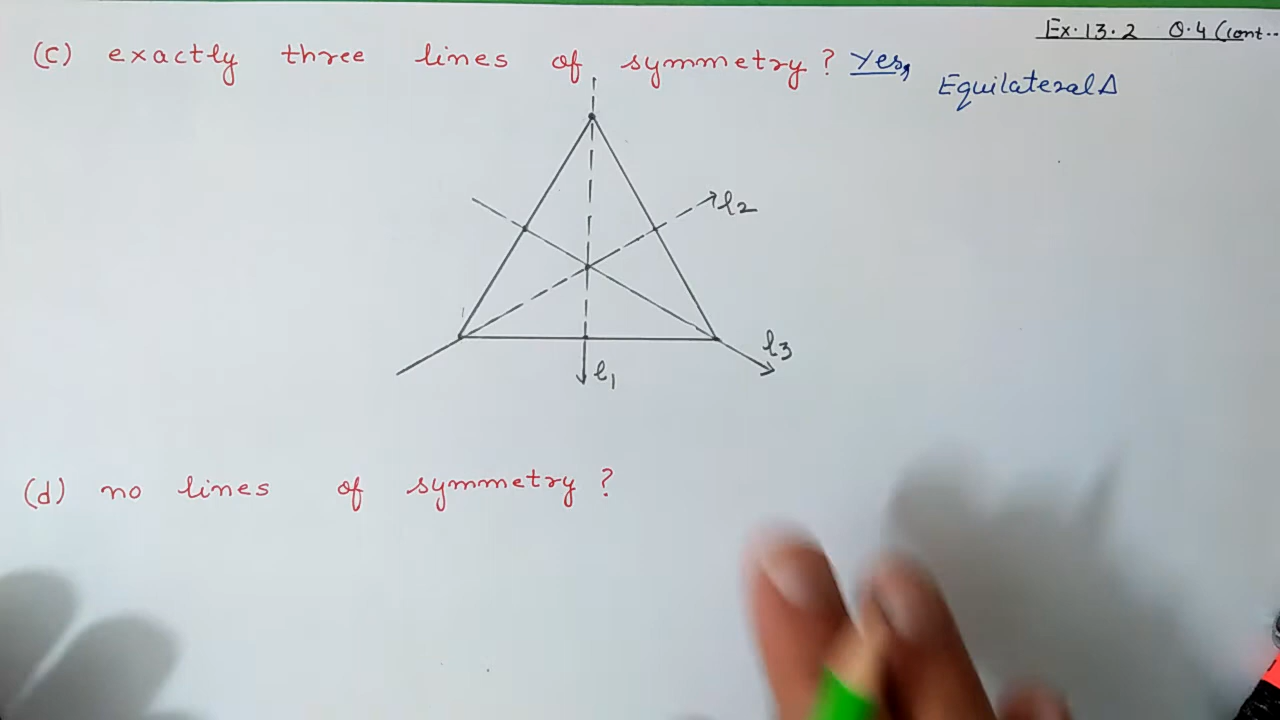 Ex. 13.2 Q.4 (cont..
(c) exactly three lines of symmetry? Yes,
Equilateral Δ
l2
l3
l1
(d) no lines of symmetry?